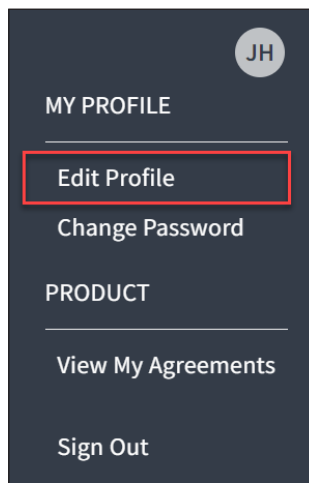 JH
MY PROFILE
Edit Profile
Change Password
PRODUCT
View My Agreements
Sign Out